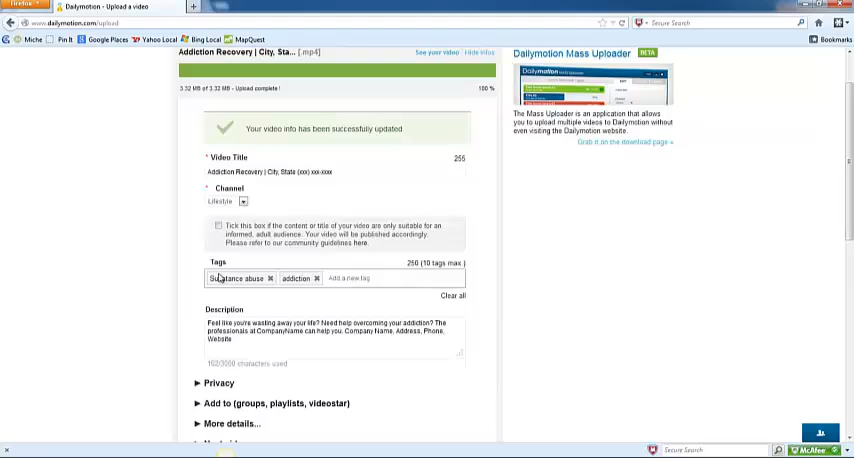 Firefox
Dailymotion - Upload a video
www.dailymotion.com/upload
Secure Search
Miche
Pin It
Google Places
Yahoo Local
Bing Local
MapQuest
Bookmarks
Addiction Recovery | City, Sta... [.mp4]
See your video
Hide infos
3.32 MB of 3.32 MB - Upload complete!
100 %
Your video info has been successfully updated
* Video Title
255
Addiction Recovery | City, State (xxx) xxx-xxxx
* Channel
Lifestyle
Tick this box if the content or title of your video are only suitable for an
informed, adult audience. Your video will be published accordingly.
Please refer to our community guidelines here.
Tags
250 (10 tags max.)
Substance abuse
addiction
Add a new tag
Clear all
Description
Feel like you're wasting away your life? Need help overcoming your addiction? The
professionals at CompanyName can help you. Company Name, Address, Phone,
Website
162/3000 characters used
Privacy
Add to (groups, playlists, videostar)
More details...
Dailymotion Mass Uploader
BETA
The Mass Uploader is an application that allows
you to upload multiple videos to Dailymotion without
even visiting the Dailymotion website.
Grab it on the download page »
Secure Search
McAfee